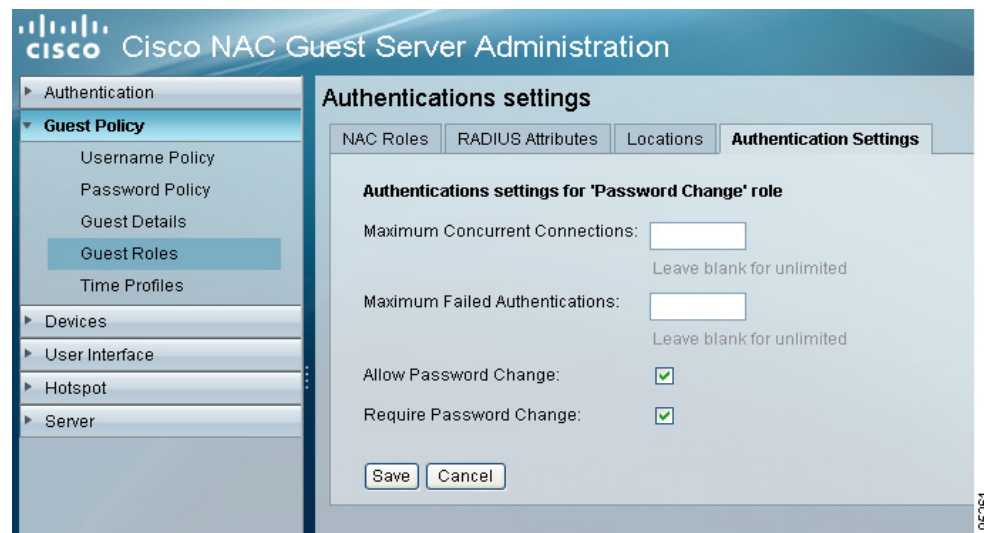 CISCO Cisco NAC Guest Server Administration
Authentication
Guest Policy
Username Policy
Password Policy
Guest Details
Guest Roles
Time Profiles
Devices
User Interface
Hotspot
Server
Authentications settings
NAC Roles RADIUS Attributes Locations Authentication Settings
Authentications settings for 'Password Change' role
Maximum Concurrent Connections:
Leave blank for unlimited
Maximum Failed Authentications:
Leave blank for unlimited
Allow Password Change:
Require Password Change:
Save Cancel